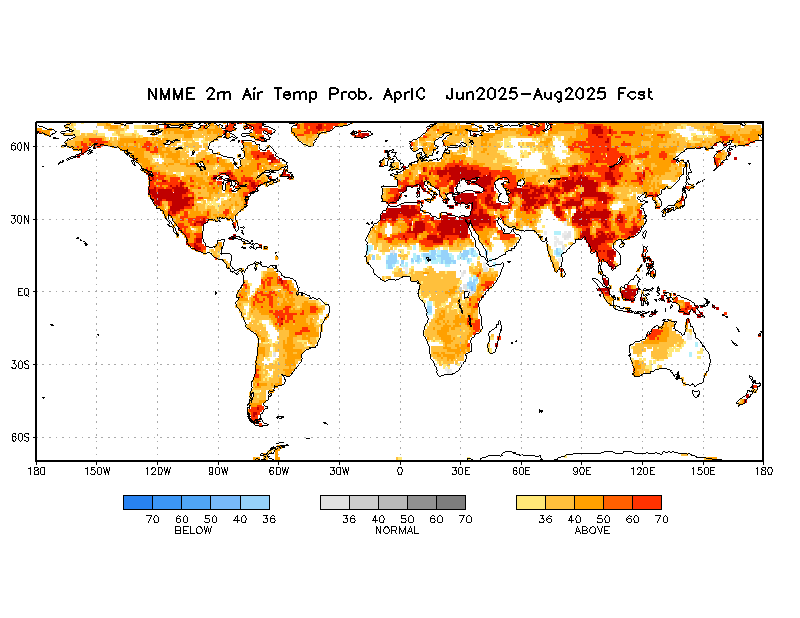 NMME 2m Air Temp Prob. AprIC Jun2025-Aug2025 Fcst
60N
30N
EQ
30S
60S
180 150W 120W 90W 60W 30W 0 30E 60E 90E 120E 150E 180
70 60 50 40 36 36 40 50 60 70 36 40 50 60 70
BELOW NORMAL ABOVE